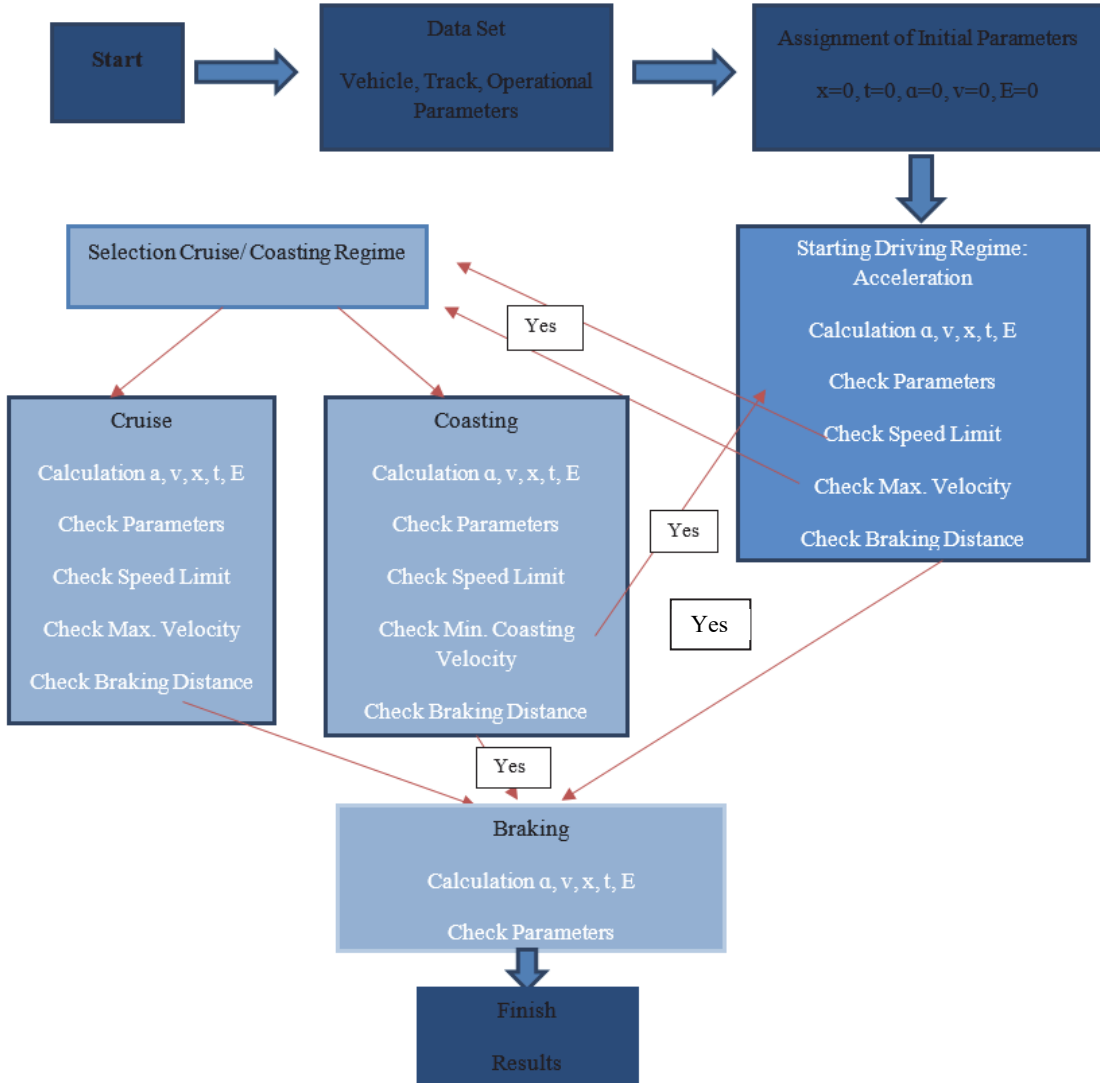 Start
Data Set
Vehicle, Track, Operational
Parameters
Assignment of Initial Parameters
x=0, t=0, ɑ=0, v=0, E=0
Selection Cruise/ Coasting Regime
Starting Driving Regime:
Acceleration
Calculation ɑ, v, x, t, E
Check Parameters
Check Speed Limit
Check Max. Velocity
Check Braking Distance
Yes
Cruise
Calculation a, v, x, t, E
Check Parameters
Check Speed Limit
Check Max. Velocity
Check Braking Distance
Coasting
Calculation ɑ, v, x, t, E
Check Parameters
Check Speed Limit
Check Min. Coasting
Velocity
Check Braking Distance
Yes
Yes
Yes
Braking
Calculation ɑ, v, x, t, E
Check Parameters
Finish
Results